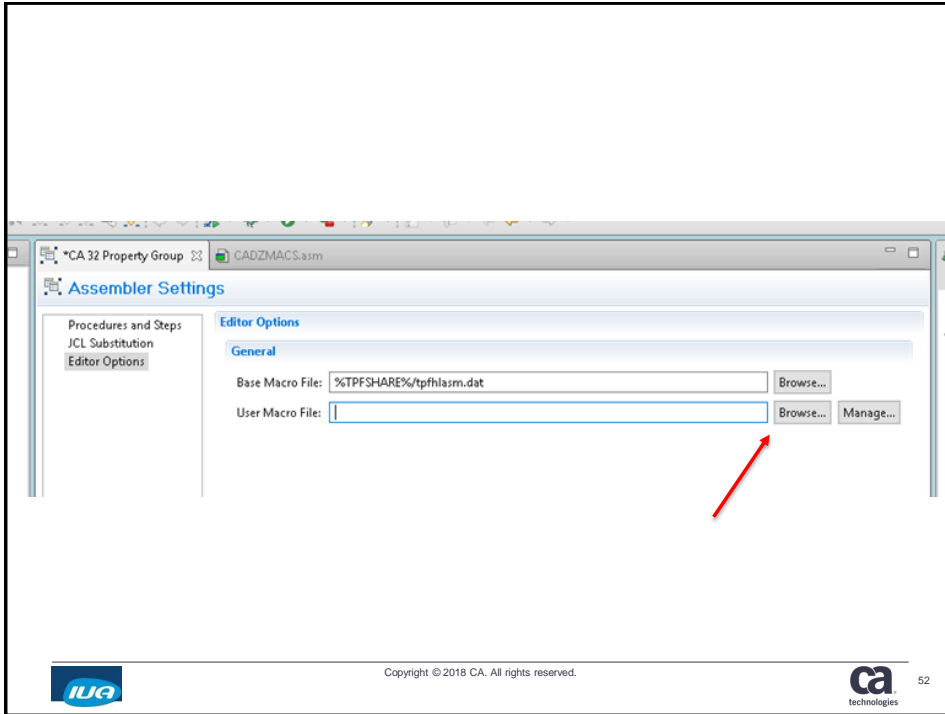 *CA 32 Property Group CADZMACS.asm
Assembler Settings
Procedures and Steps
JCL Substitution
Editor Options
Editor Options
General
Base Macro File: %TPFSHARE%/tpfhlasm.dat Browse...
User Macro File: Browse... Manage...
IUA
Copyright © 2018 CA. All rights reserved.
ca
technologies
52